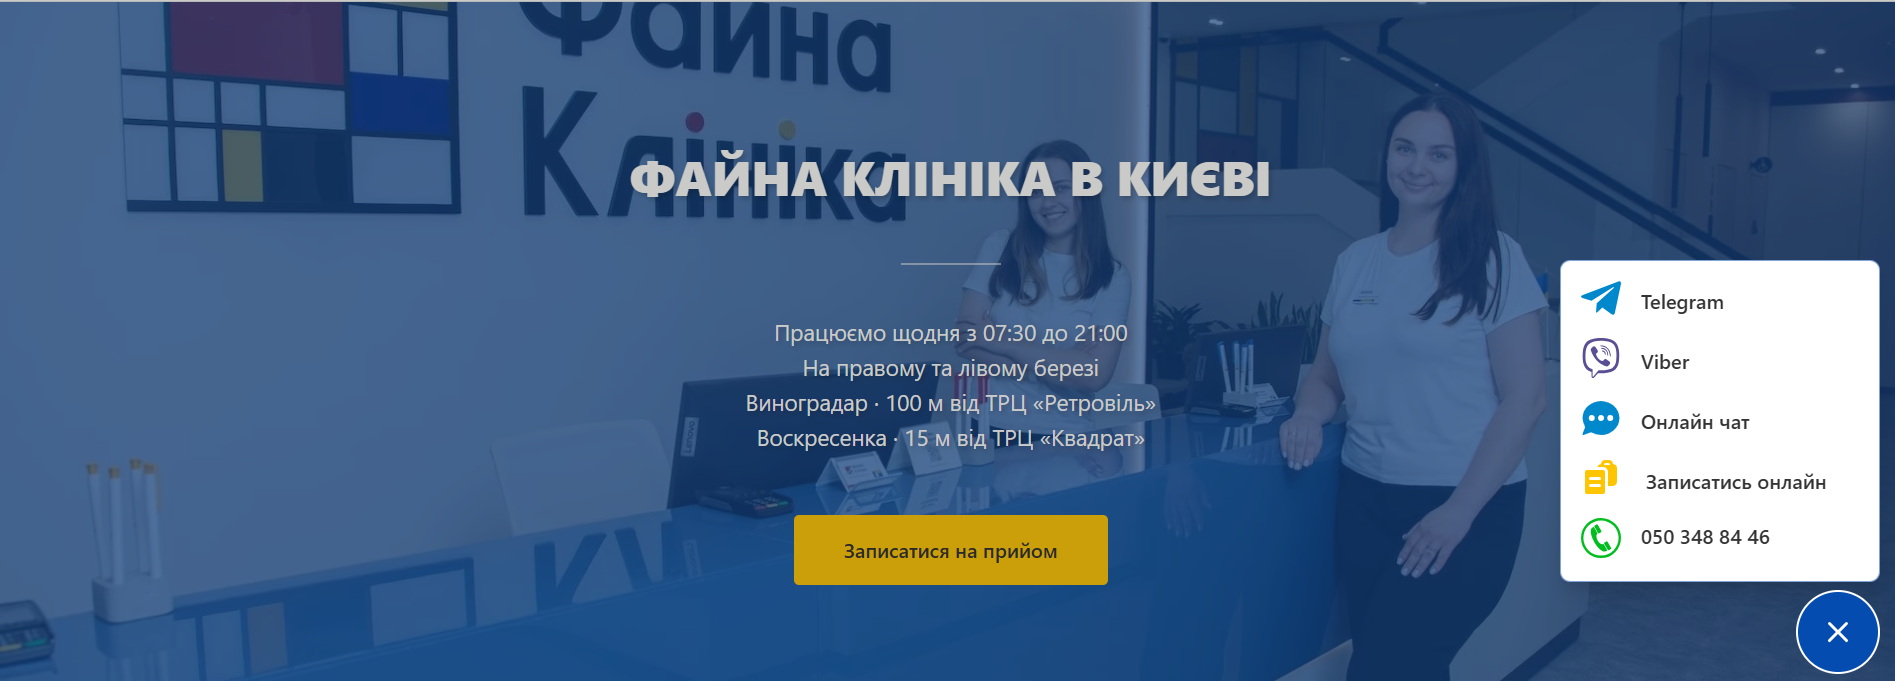 Файна
Клініка
ФАЙНА КЛІНІКА В КИЄВІ
Працюємо щодня з 07:30 до 21:00
На правому та лівому березі
Виноградар · 100 м від ТРЦ «Ретровіль»
Воскресенка · 15 м від ТРЦ «Квадрат»
Записатися на прийом
Telegram
Viber
Онлайн чат
Записатись онлайн
050 348 84 46
Lenovo